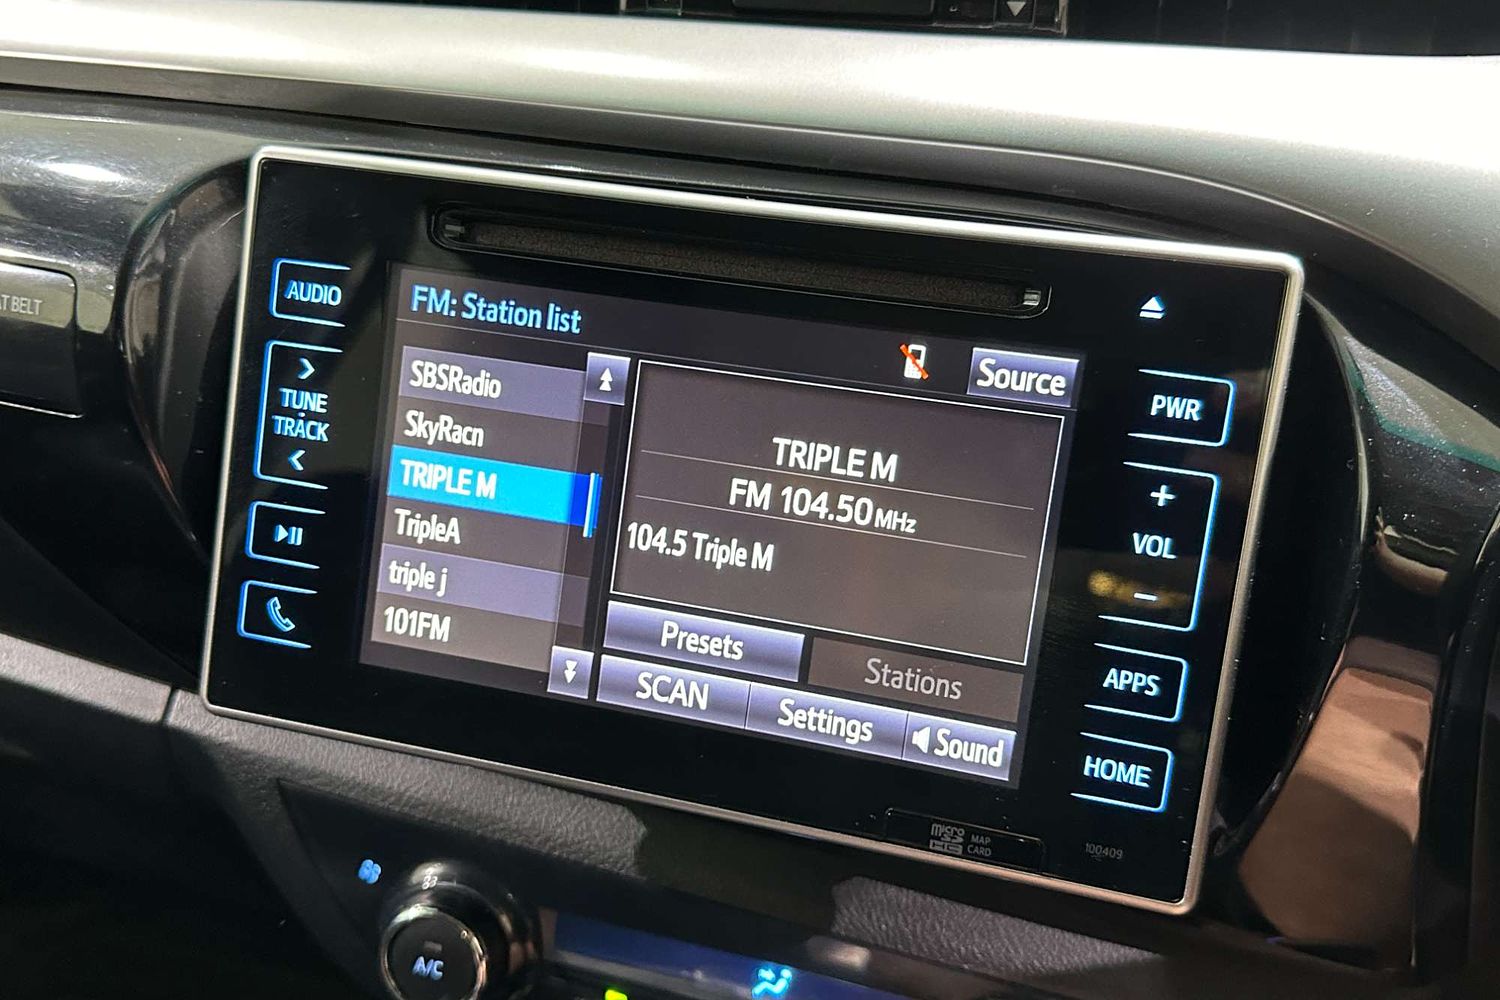 AT BELT
AUDIO
TUNE
TRACK
FM: Station list
Source
SBSRadio
SkyRacn
TRIPLE M
TripleA
triple j
101FM
TRIPLE M
FM 104.50 MHz
104.5 Triple M
Presets
Stations
SCAN
Settings
Sound
PWR
+
VOL
-
APPS
HOME
micro
SD
HC
MAP
CARD
100409
A/C